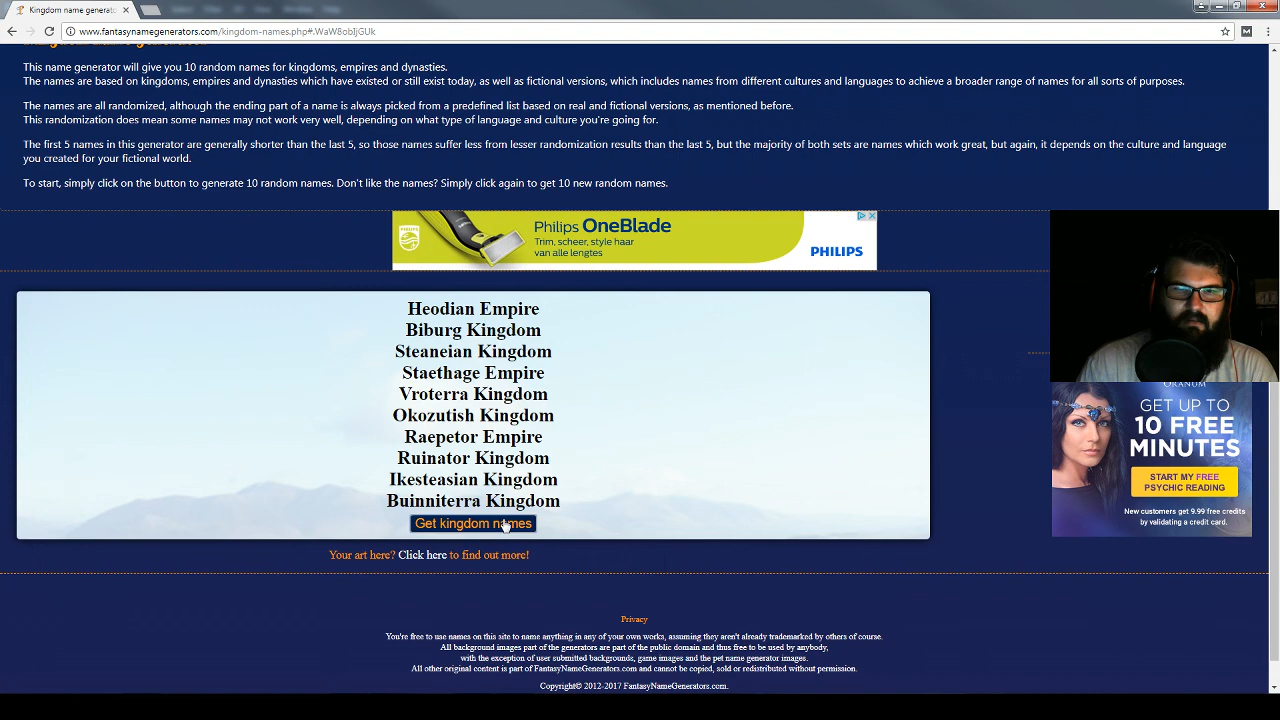 Kingdom name generato
www.fantasynamegenerators.com/kingdom-names.php#.WaW8obIjGUk
This name generator will give you 10 random names for kingdoms, empires and dynasties.
The names are based on kingdoms, empires and dynasties which have existed or still exist today, as well as fictional versions, which includes names from different cultures and languages to achieve a broader range of names for all sorts of purposes.
The names are all randomized, although the ending part of a name is always picked from a predefined list based on real and fictional versions, as mentioned before.
This randomization does mean some names may not work very well, depending on what type of language and culture you're going for.
The first 5 names in this generator are generally shorter than the last 5, so those names suffer less from lesser randomization results than the last 5, but the majority of both sets are names which work great, but again, it depends on the culture and language
you created for your fictional world.
To start, simply click on the button to generate 10 random names. Don't like the names? Simply click again to get 10 new random names.
PHILIPS
Philips OneBlade
Trim, scheer, style haar
van alle lengtes
PHILIPS
Heodian Empire
Biburg Kingdom
Steaneian Kingdom
Staethage Empire
Vroterra Kingdom
Okozutish Kingdom
Raepetor Empire
Ruinator Kingdom
Ikesteasian Kingdom
Buinniterra Kingdom
Get kingdom names
Your art here? Click here to find out more!
ORANUM
GET UP TO
10 FREE
MINUTES
START MY FREE
PSYCHIC READING
New customers get 9.99 free credits
by validating a credit card.
Privacy
You're free to use names on this site to name anything in any of your own works, assuming they aren't already trademarked by others of course.
All background images part of the generators are part of the public domain and thus free to be used by anybody,
with the exception of user submitted backgrounds, game images and the pet name generator images.
All other original content is part of FantasyNameGenerators.com and cannot be copied, sold or redistributed without permission.
Copyright© 2012-2017 FantasyNameGenerators.com.